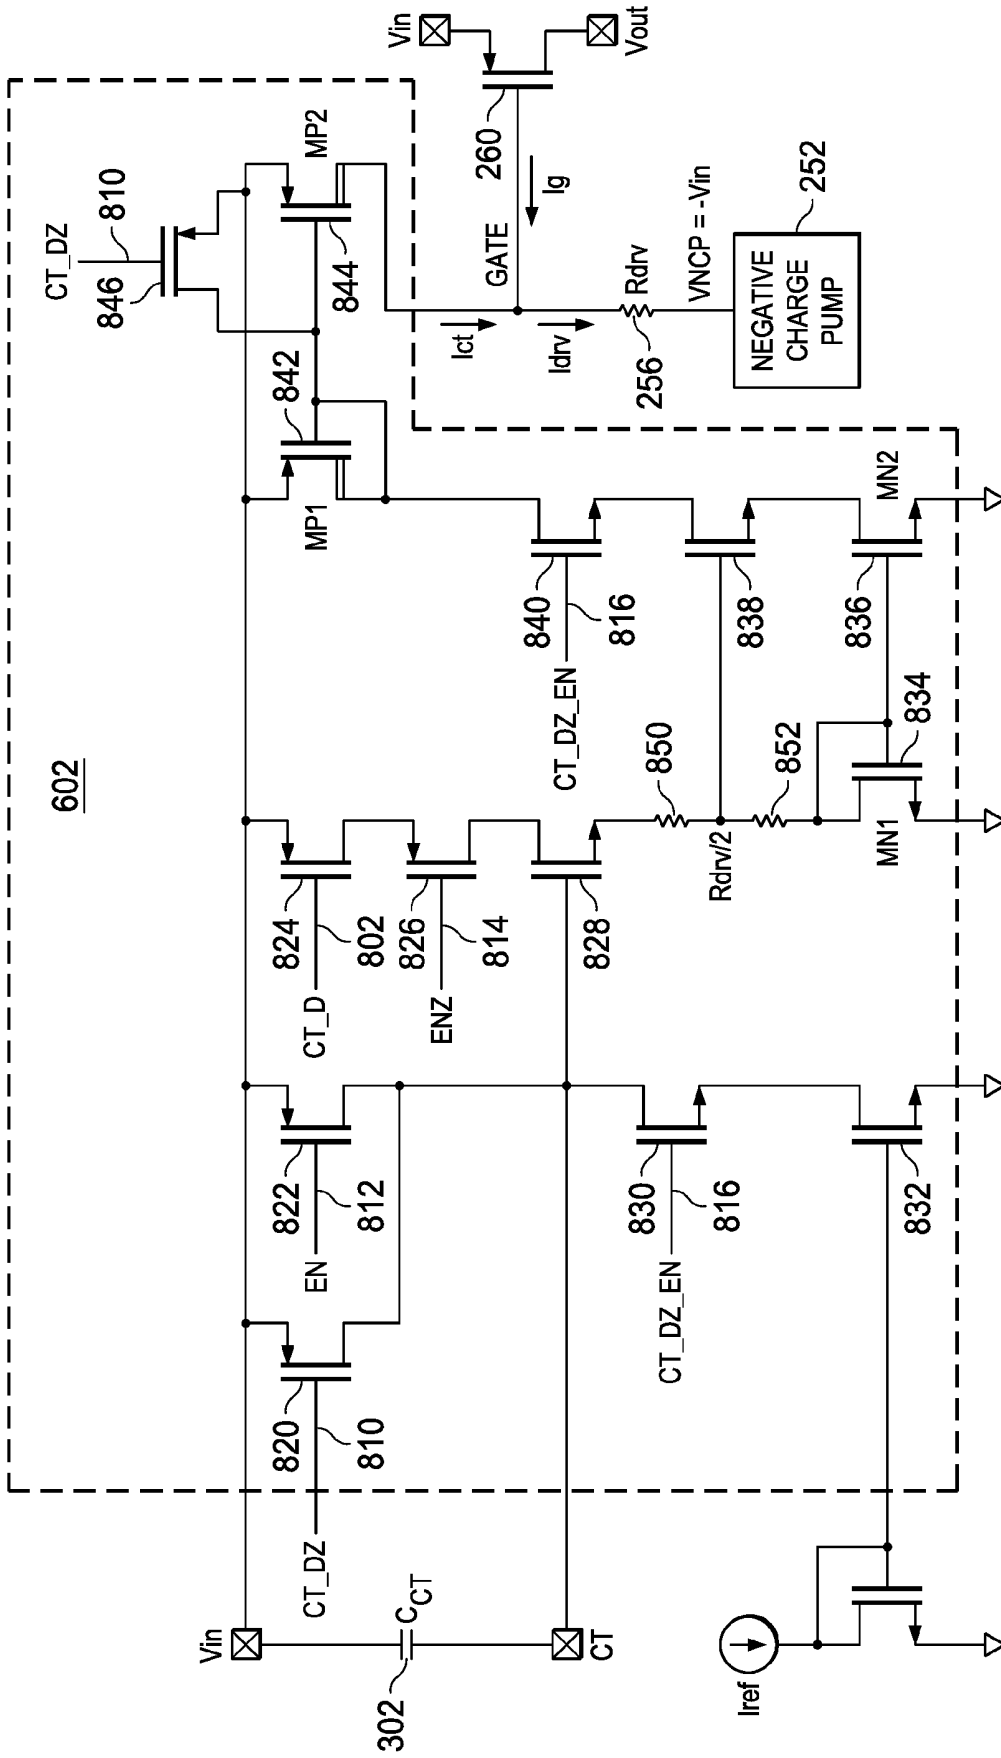 602
CT_DZ
810
846
MP2
844
842
MP1
Vin
Vout
260
Ig
GATE
Ict
Idrv
Rdrv
256
VNCP = -Vin
252
NEGATIVE
CHARGE
PUMP
824
802
CT_D
826
814
ENZ
828
822
812
EN
820
810
CT_DZ
Vin
CCT
302
CT
840
816
CT_DZ_EN
838
MN2
836
834
850
852
Rdrv/2
MN1
830
816
CT_DZ_EN
832
Iref